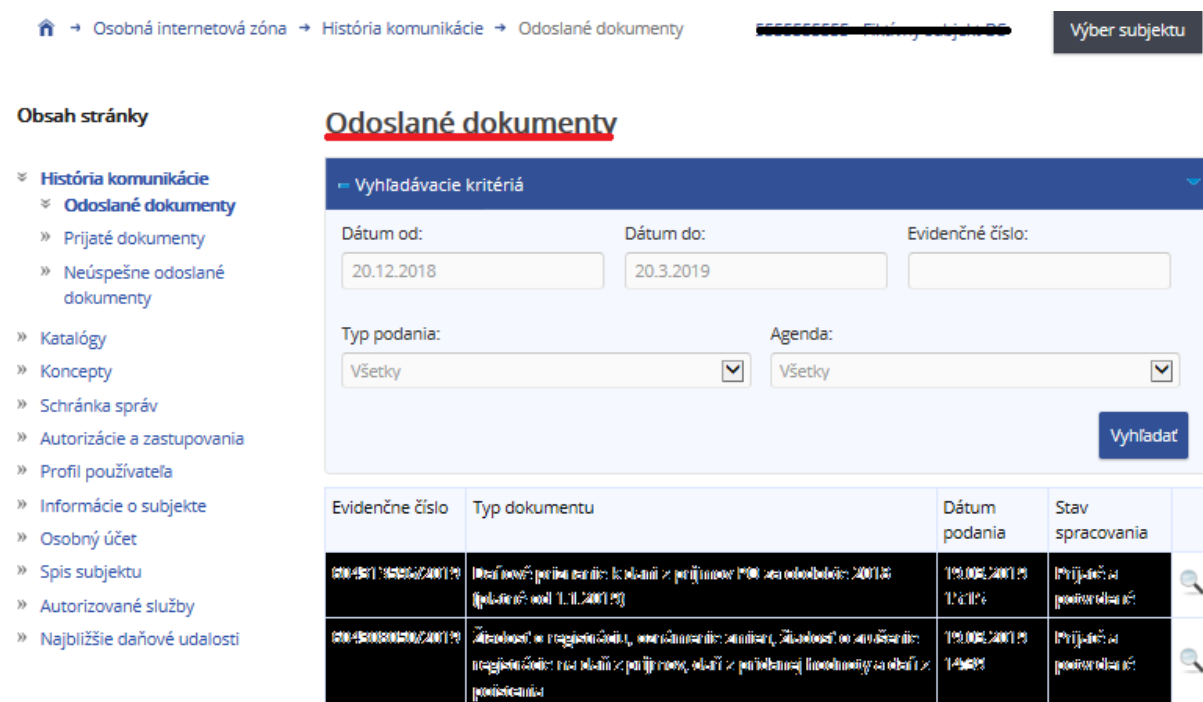 Osobná internetová zóna → História komunikácie → Odoslané dokumenty
Výber subjektu
Obsah stránky
História komunikácie
Odoslané dokumenty
Prijaté dokumenty
Neúspešne odoslané
dokumenty
Katalógy
Koncepty
Schránka správ
Autorizácie a zastupovania
Profil používateľa
Informácie o subjekte
Osobný účet
Spis subjektu
Autorizované služby
Najbližšie daňové udalosti
Odoslané dokumenty
Vyhľadávacie kritériá
Dátum od: Dátum do: Evidenčné číslo:
20.12.2018 20.3.2019
Typ podania: Agenda:
Všetky Všetky
Vyhľadať
Evidenčne číslo Typ dokumentu Dátum Stav
podania spracovania
Daňové priznanie k dani z príjmov PO za obdobie 2018 19.03.2019 Prijaté a
(platné od 1.1.2019) potvrdené
Žiadosť o registráciu, oznámenie zmien, žiadosť o zrušenie 19.03.2019 Prijaté a
registrácie na daň z príjmov, daň z pridanej hodnoty a daň z potvrdené
poistenia